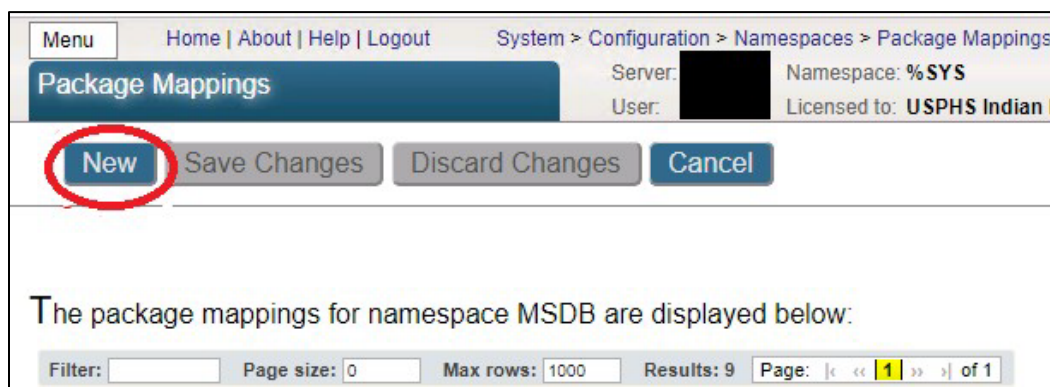 Menu Home | About | Help | Logout System > Configuration > Namespaces > Package Mappings
Package Mappings Server: Namespace: %SYS
User: Licensed to: USPHS Indian
New Save Changes Discard Changes Cancel
The package mappings for namespace MSDB are displayed below:
Filter: Page size: 0 Max rows: 1000 Results: 9 Page: |< << 1 >> >| of 1